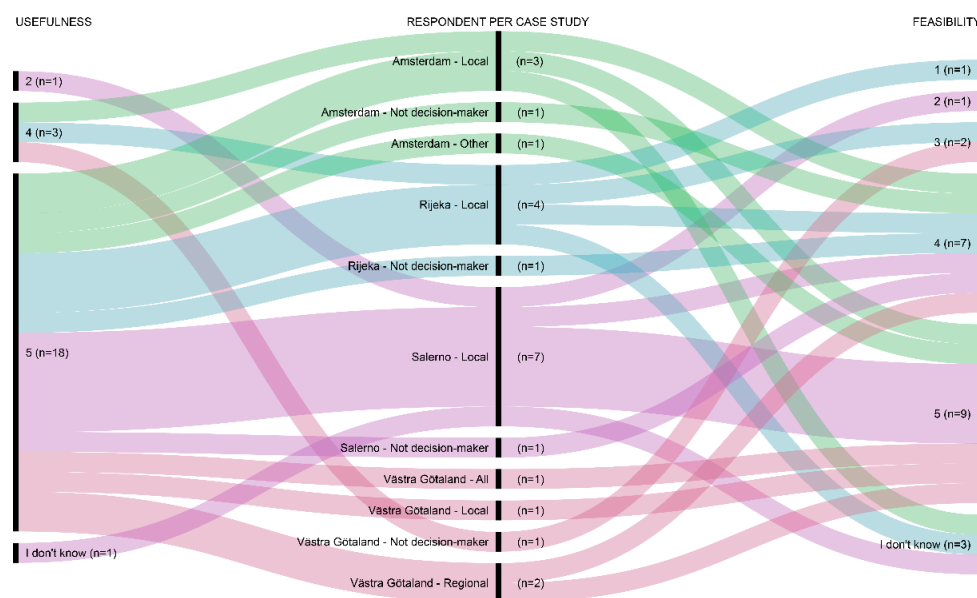 USEFULNESS
RESPONDENT PER CASE STUDY
FEASIBILITY
2 (n=1)
4 (n=3)
5 (n=18)
I don't know (n=1)
Amsterdam - Local (n=3)
Amsterdam - Not decision-maker (n=1)
Amsterdam - Other (n=1)
Rijeka - Local (n=4)
Rijeka - Not decision-maker (n=1)
Salerno - Local (n=7)
Salerno - Not decision-maker (n=1)
Västra Götaland - All (n=1)
Västra Götaland - Local (n=1)
Västra Götaland - Not decision-maker (n=1)
Västra Götaland - Regional (n=2)
1 (n=1)
2 (n=1)
3 (n=2)
4 (n=7)
5 (n=9)
I don't know (n=3)